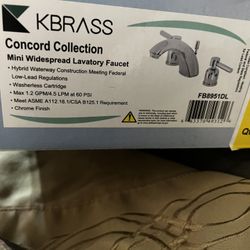 KBRASS
Concord Collection
Mini Widespread Lavatory Faucet
• Hybrid Waterway Construction Meeting Federal
Low-Lead Regulations
• Washerless Cartridge
• Max 1.2 GPM/4.5 LPM at 60 PSI
• Meet ASME A112.18.1/CSA B125.1 Requirement
• Chrome Finish
FB8951DL